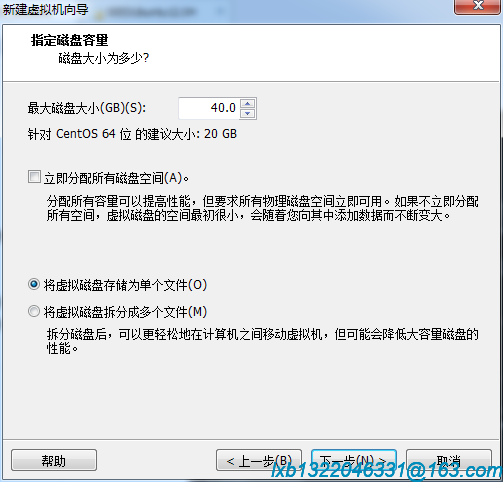 新建虚拟机向导
指定磁盘容量
磁盘大小为多少?
最大磁盘大小(GB)(S): 40.0
针对 CentOS 64 位 的建议大小: 20 GB
立即分配所有磁盘空间(A)。
分配所有容量可以提高性能，但要求所有物理磁盘空间立即可用。如果不立即分配
所有空间，虚拟磁盘的空间最初很小，会随着您向其中添加数据而不断变大。
将虚拟磁盘存储为单个文件(O)
将虚拟磁盘拆分成多个文件(M)
拆分磁盘后，可以更轻松地在计算机之间移动虚拟机，但可能会降低大容量磁盘的
性能。
帮助 < 上一步(B) 下一步(N) > 取消
lxb1322046331@163.com